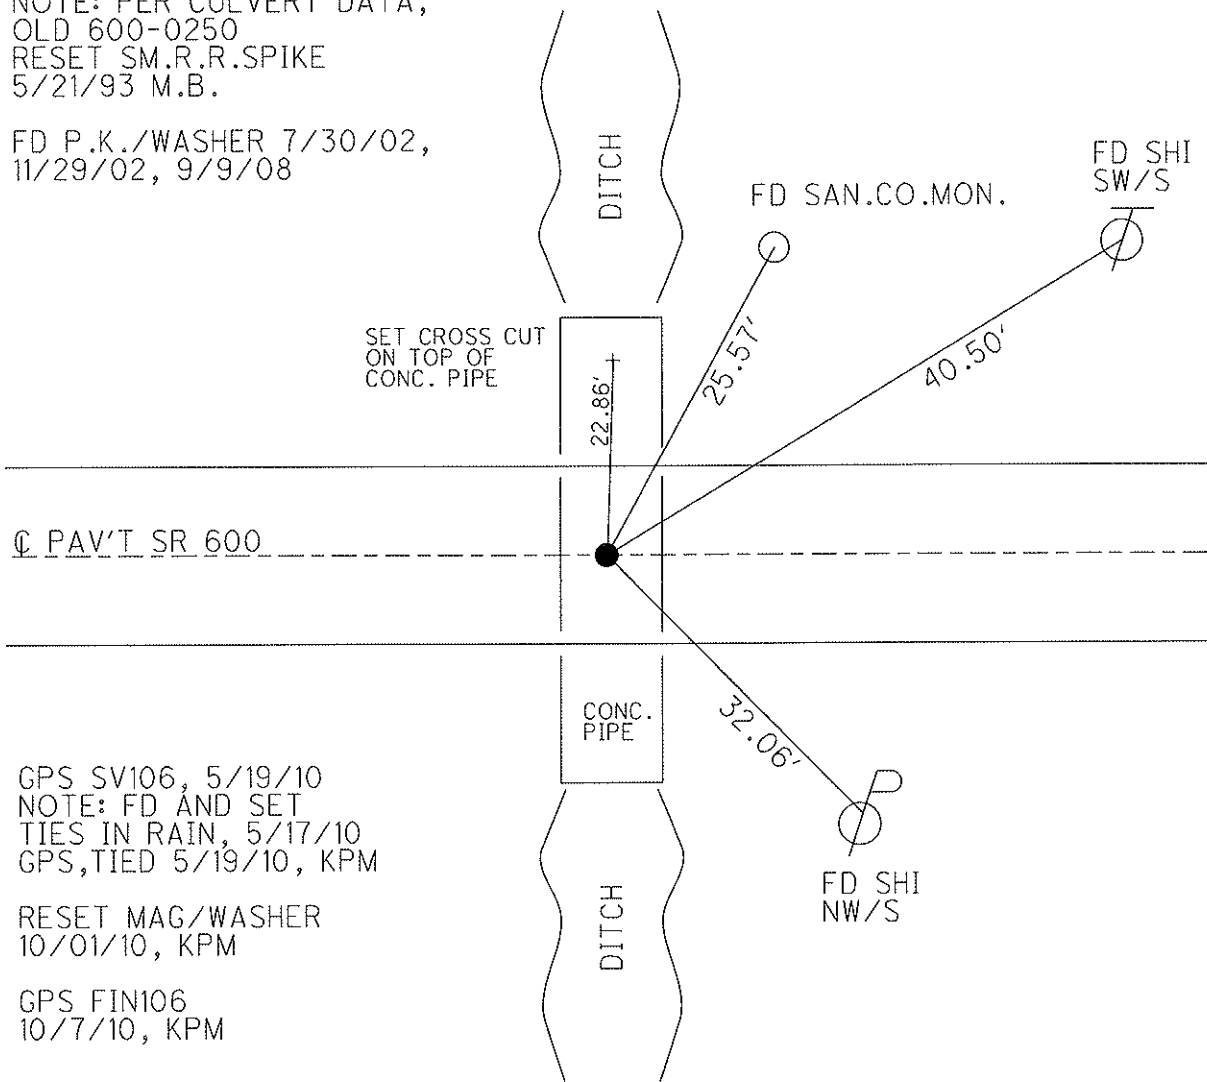 NOTE: PER CULVERT DATA,
OLD 600-0250
RESET SM.R.R.SPIKE
5/21/93 M.B.
FD P.K./WASHER 7/30/02,
11/29/02, 9/9/08
DITCH
FD SAN.CO.MON.
FD SHI
SW/S
SET CROSS CUT
ON TOP OF
CONC. PIPE
22.86'
25.57'
40.50'
℄ PAV'T SR 600
CONC.
PIPE
32.06'
GPS SV106, 5/19/10
NOTE: FD AND SET
TIES IN RAIN, 5/17/10
GPS,TIED 5/19/10, KPM
RESET MAG/WASHER
10/01/10, KPM
GPS FIN106
10/7/10, KPM
FD SHI
NW/S
DITCH